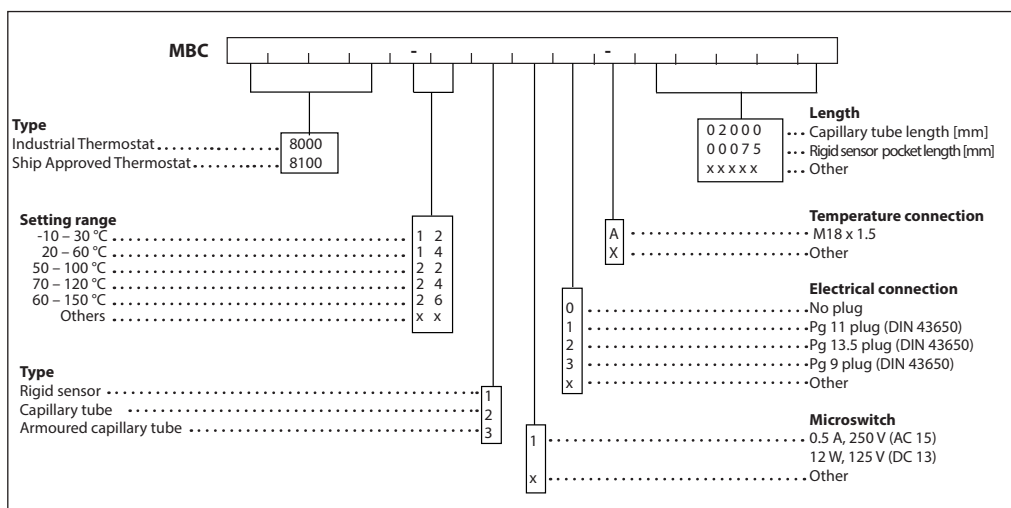 MBC - -
Type
Industrial Thermostat 8000
Ship Approved Thermostat 8100
Setting range
-10 – 30 °C 1 2
20 – 60 °C 1 4
50 – 100 °C 2 2
70 – 120 °C 2 4
60 – 150 °C 2 6
Others x x
Type
Rigid sensor 1
Capillary tube 2
Armoured capillary tube 3
Length
0 2 0 0 0 Capillary tube length [mm]
0 0 0 7 5 Rigid sensor pocket length [mm]
x x x x x Other
Temperature connection
A M18 x 1.5
X Other
Electrical connection
0 No plug
1 Pg 11 plug (DIN 43650)
2 Pg 13.5 plug (DIN 43650)
3 Pg 9 plug (DIN 43650)
x Other
Microswitch
1 0.5 A, 250 V (AC 15)
12 W, 125 V (DC 13)
x Other